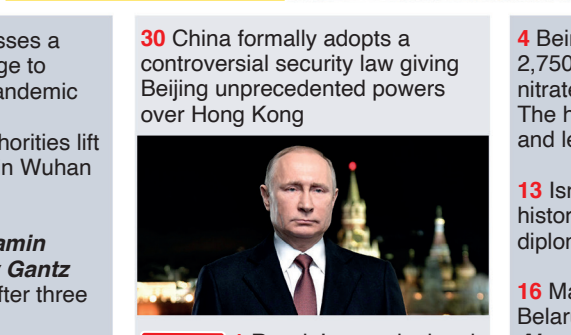 sses a
ge to
andemic
horities lift
n Wuhan
amin
Gantz
fter three
30 China formally adopts a
controversial security law giving
Beijing unprecedented powers
over Hong Kong
4 Bei
2,750
nitrate
The h
and le
13 Isr
histor
diplor
16 Ma
Belar